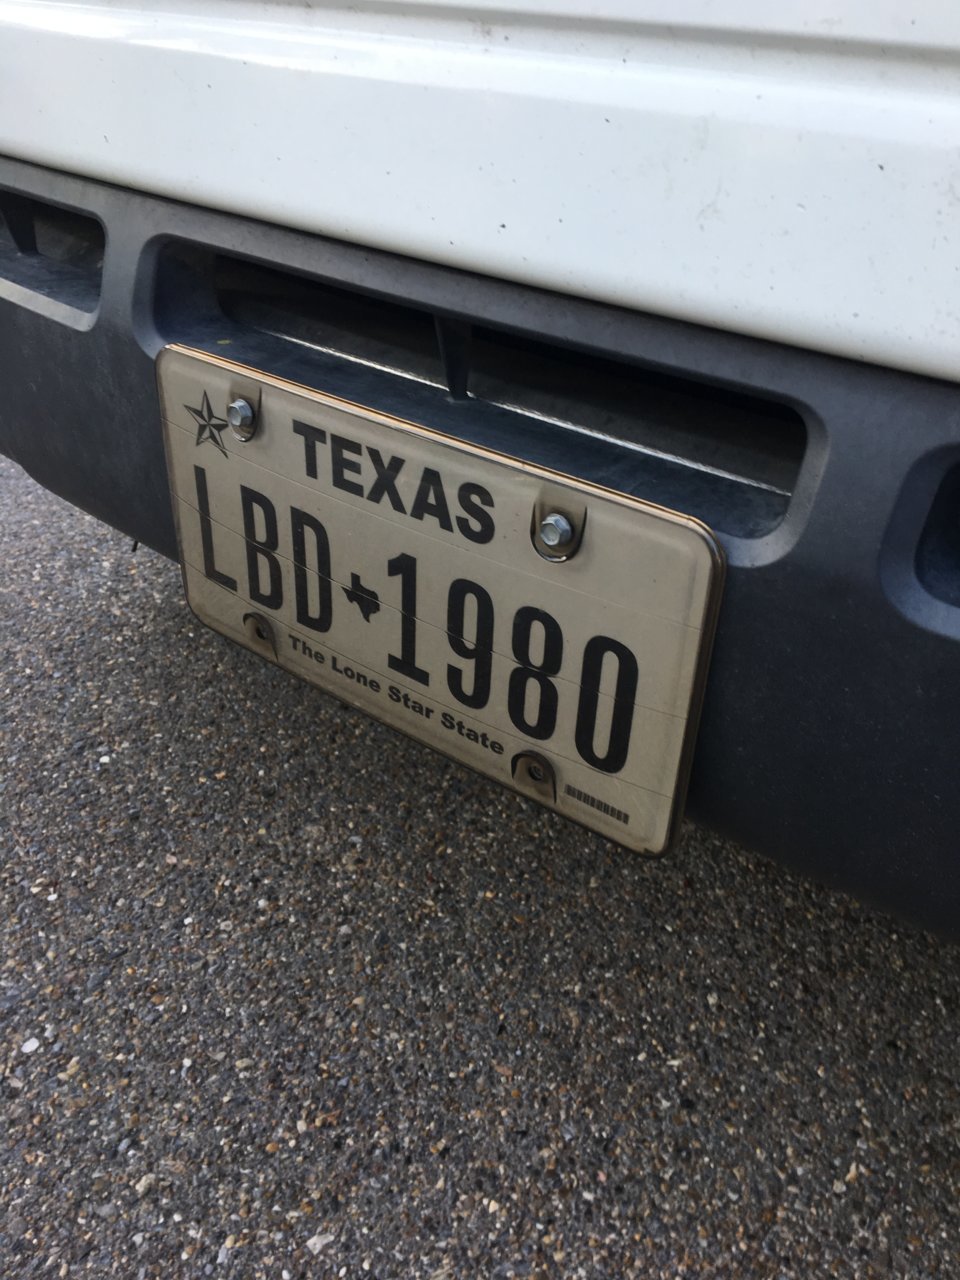 TEXAS
LBD 1980
The Lone Star State